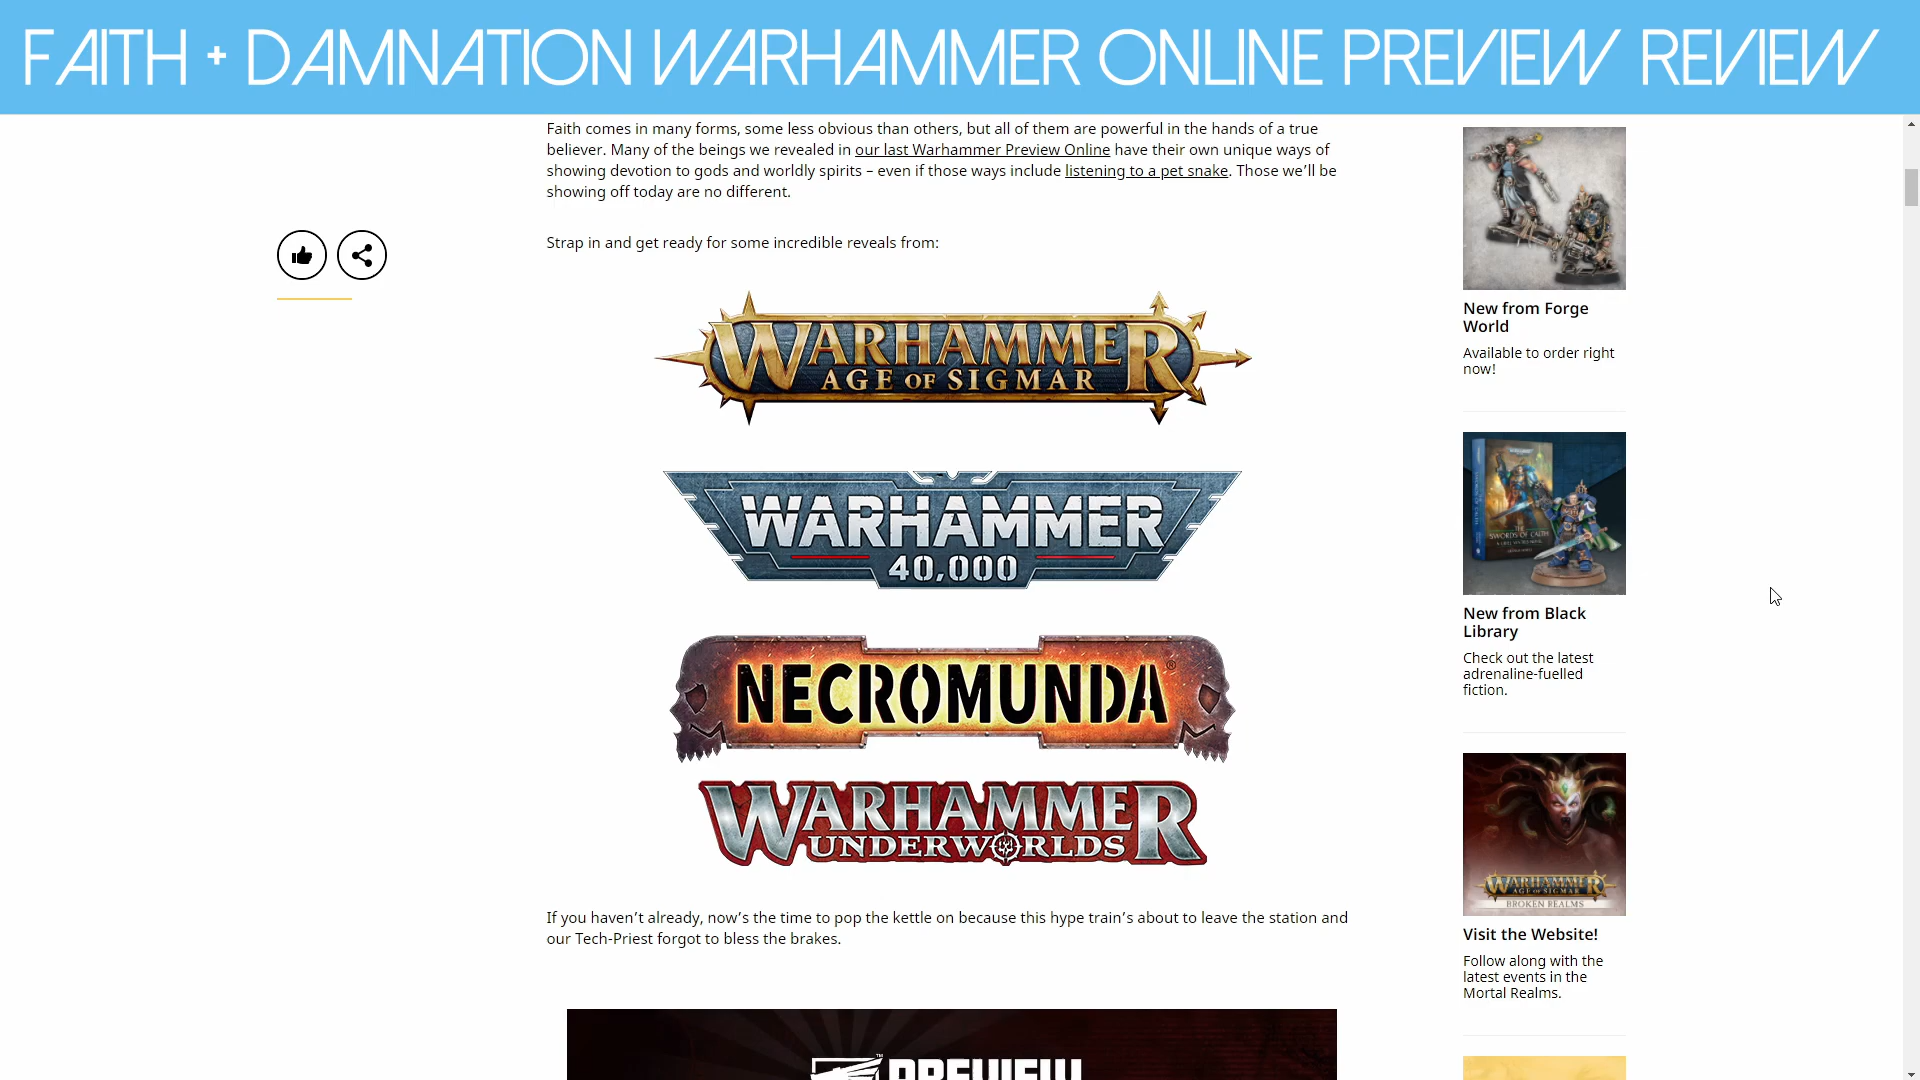 FAITH + DAMNATION WARHAMMER ONLINE PREVIEW REVIEW
Faith comes in many forms, some less obvious than others, but all of them are powerful in the hands of a true
believer. Many of the beings we revealed in our last Warhammer Preview Online have their own unique ways of
showing devotion to gods and worldly spirits – even if those ways include listening to a pet snake. Those we’ll be
showing off today are no different.
Strap in and get ready for some incredible reveals from:
WARHAMMER
AGE OF SIGMAR
WARHAMMER
40,000
NECROMUNDA®
WARHAMMER
UNDERWORLDS
If you haven’t already, now’s the time to pop the kettle on because this hype train’s about to leave the station and
our Tech-Priest forgot to bless the brakes.
PREVIEW
New from Forge
World
Available to order right
now!
SWORDS OF CALTH
New from Black
Library
Check out the latest
adrenaline-fuelled
fiction.
WARHAMMER
AGE OF SIGMAR
BROKEN REALMS
Visit the Website!
Follow along with the
latest events in the
Mortal Realms.